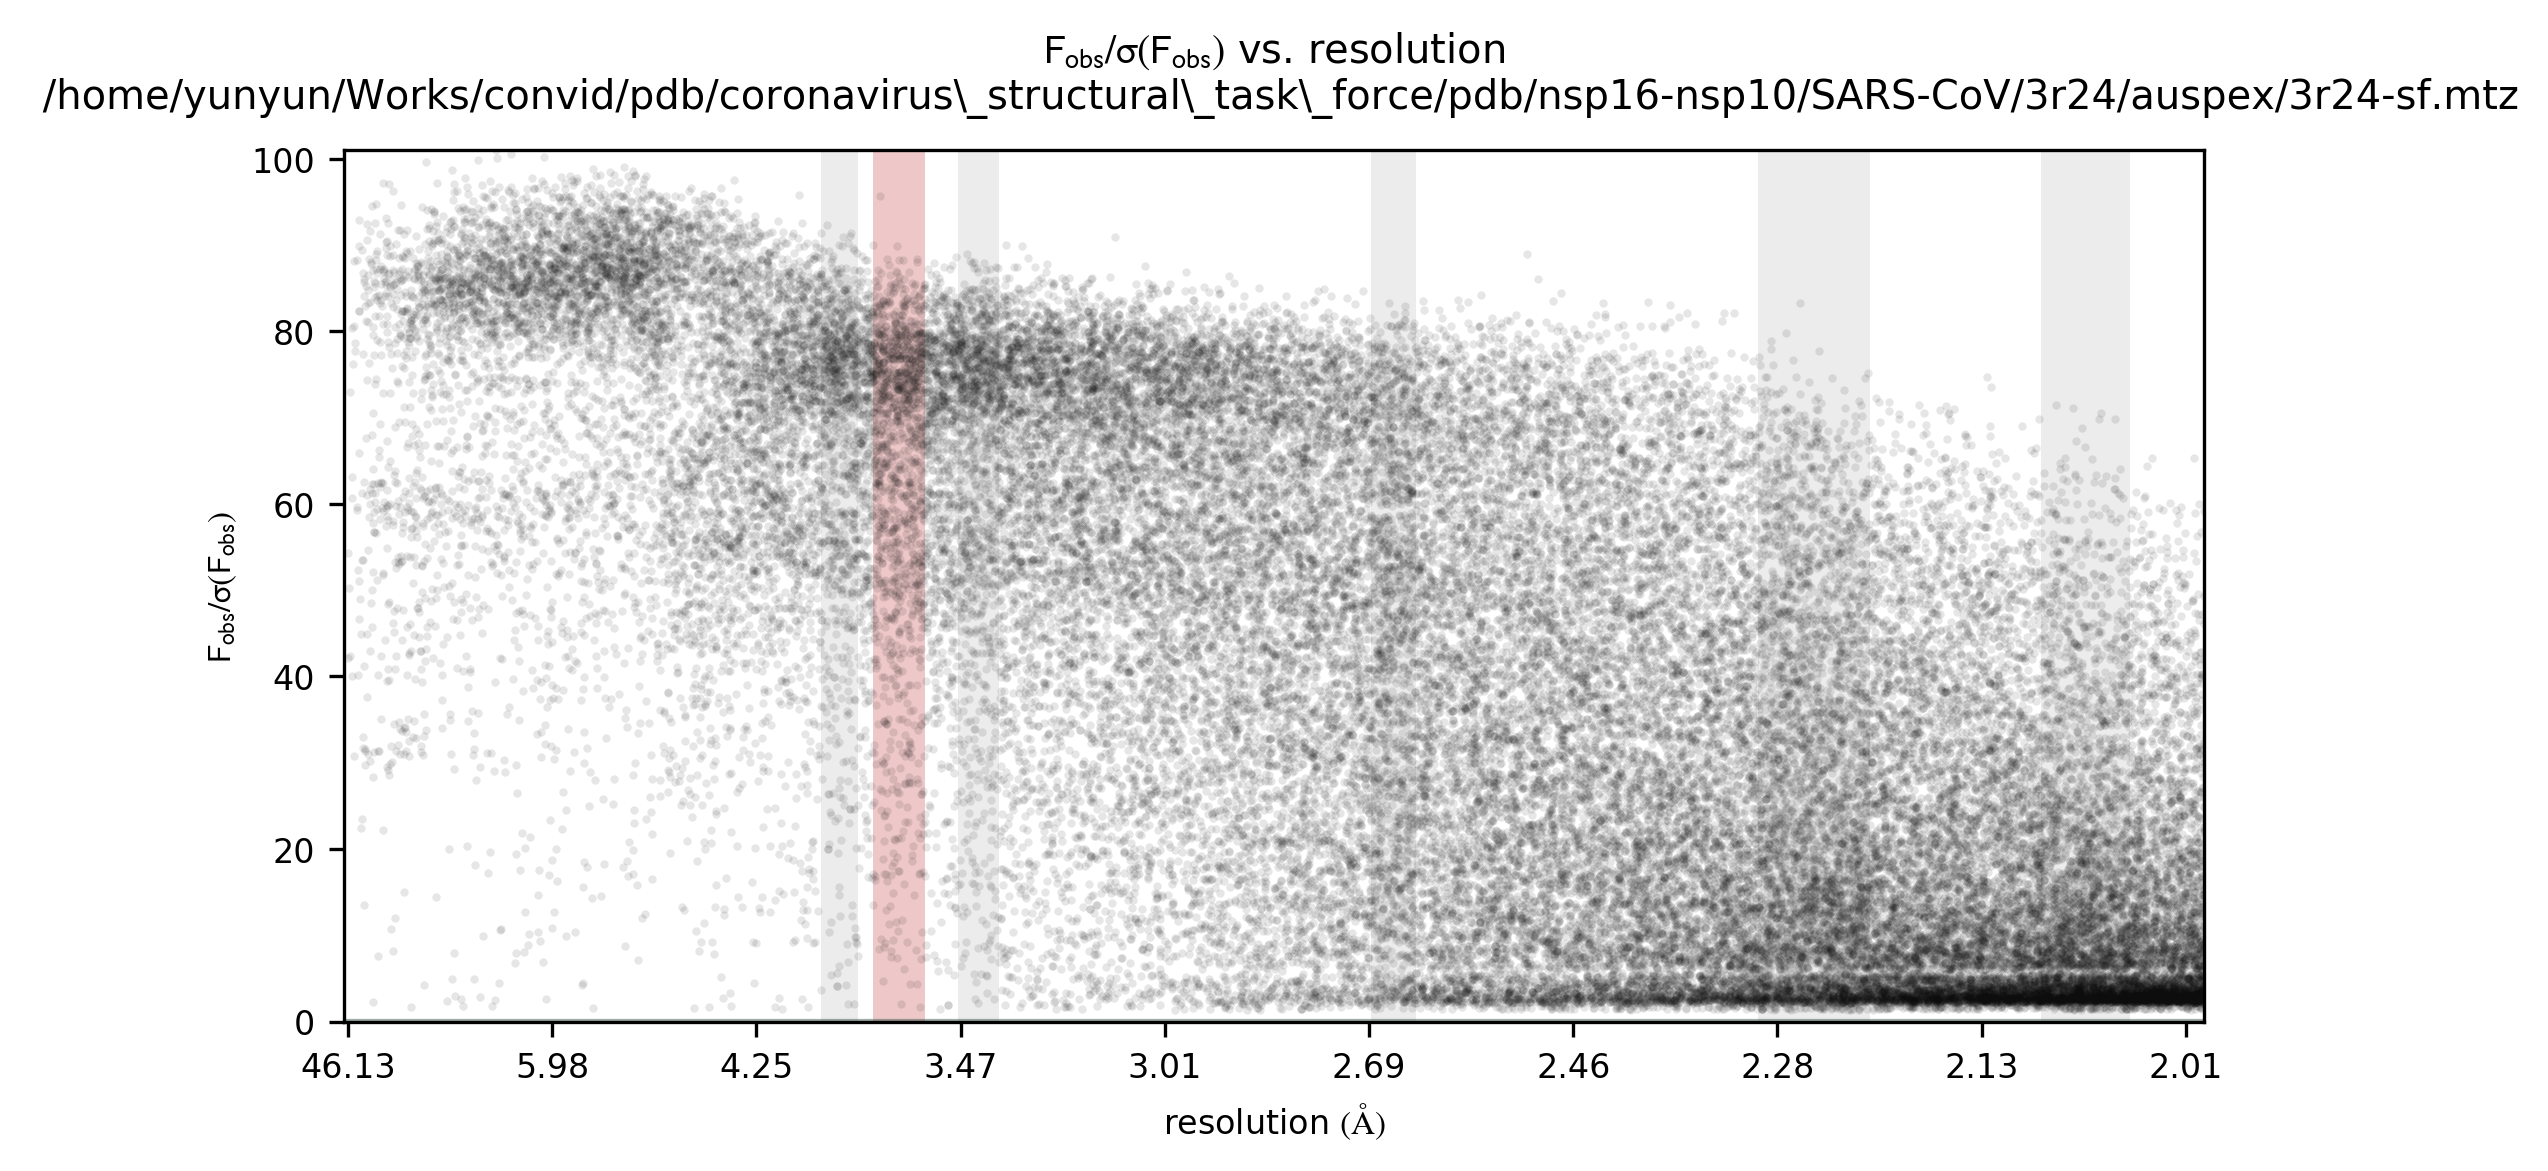 Fobs/σ(Fobs) vs. resolution
/home/yunyun/Works/convid/pdb/coronavirus\_structural\_task\_force/pdb/nsp16-nsp10/SARS-CoV/3r24/auspex/3r24-sf.mtz
100
80
60
40
20
0
Fobs/σ(Fobs)
46.13 5.98 4.25 3.47 3.01 2.69 2.46 2.28 2.13 2.01
resolution (Å)